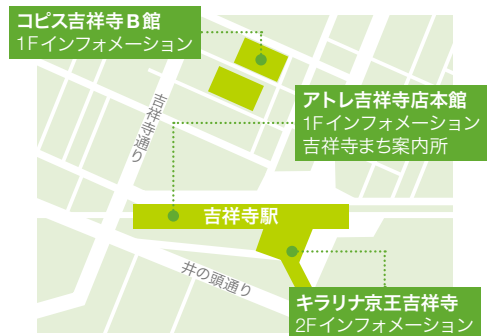 コピス吉祥寺B館
1Fインフォメーション
アトレ吉祥寺店本館
1Fインフォメーション
吉祥寺まち案内所
吉祥寺通り
吉祥寺駅
井の頭通り
キラリナ京王吉祥寺
2Fインフォメーション